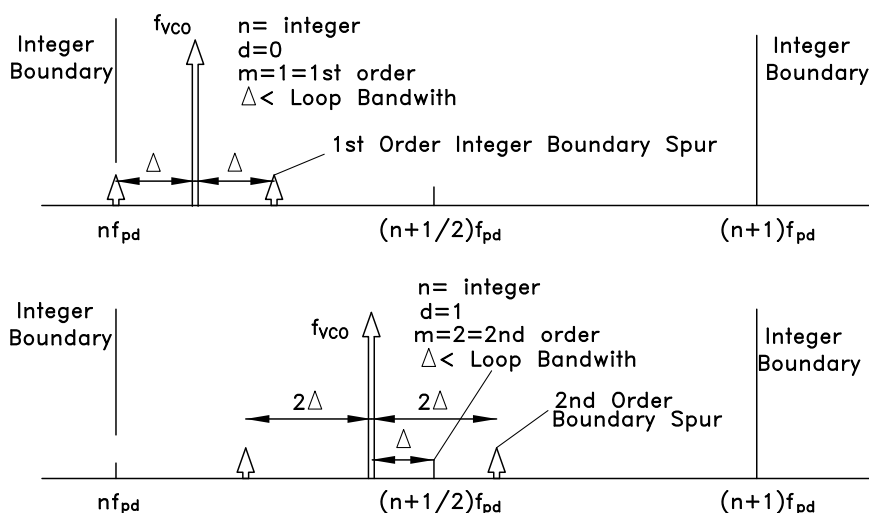 Integer
Boundary
fVCO
n= integer
d=0
m=1=1st order
△< Loop Bandwith
Integer
Boundary
△
△
1st Order Integer Boundary Spur
nfpd
(n+1/2)fpd
(n+1)fpd
Integer
Boundary
fVCO
n= integer
d=1
m=2=2nd order
△< Loop Bandwith
Integer
Boundary
2△
2△
△
2nd Order
Boundary Spur
nfpd
(n+1/2)fpd
(n+1)fpd